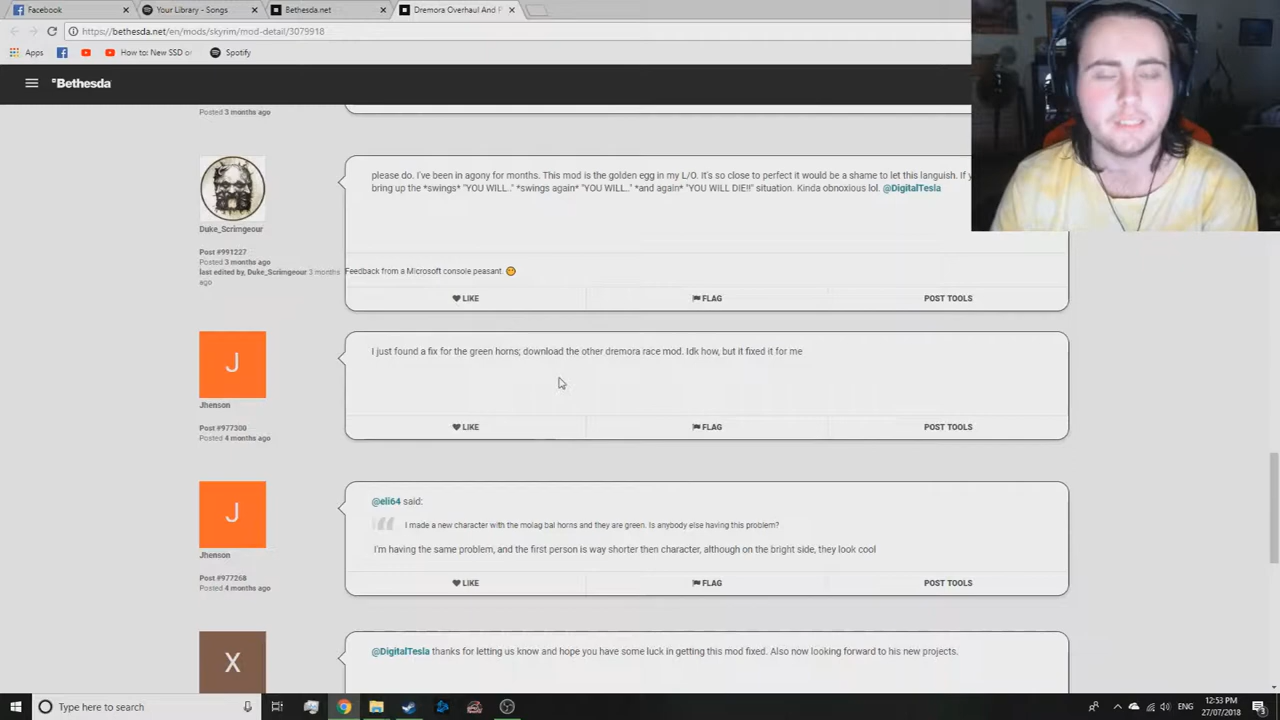 Facebook
Your Library - Songs
Bethesda.net
Dremora Overhaul And P
https://bethesda.net/en/mods/skyrim/mod-detail/3079918
Apps
How to: New SSD or
Spotify
Bethesda
Posted 3 months ago
please do. I've been in agony for months. This mod is the golden egg in my L/O. It's so close to perfect it would be a shame to let this languish. If
bring up the *swings* "YOU WILL.." *swings again* "YOU WILL.." *and again* "YOU WILL DIE!!" situation. Kinda obnoxious lol. @DigitalTesla
Duke_Scrimgeour
Post #991227
Posted 3 months ago
last edited by, Duke_Scrimgeour 3 months
ago
Feedback from a Microsoft console peasant.
LIKE
FLAG
POST TOOLS
J
I just found a fix for the green horns; download the other dremora race mod. Idk how, but it fixed it for me
Jhenson
Post #977300
Posted 4 months ago
LIKE
FLAG
POST TOOLS
J
@eli64 said:
I made a new character with the molag bal horns and they are green. Is anybody else having this problem?
I'm having the same problem, and the first person is way shorter then character, although on the bright side, they look cool
Jhenson
Post #977268
Posted 4 months ago
LIKE
FLAG
POST TOOLS
X
@DigitalTesla thanks for letting us know and hope you have some luck in getting this mod fixed. Also now looking forward to his new projects.
Type here to search
ENG
12:53 PM
27/07/2018